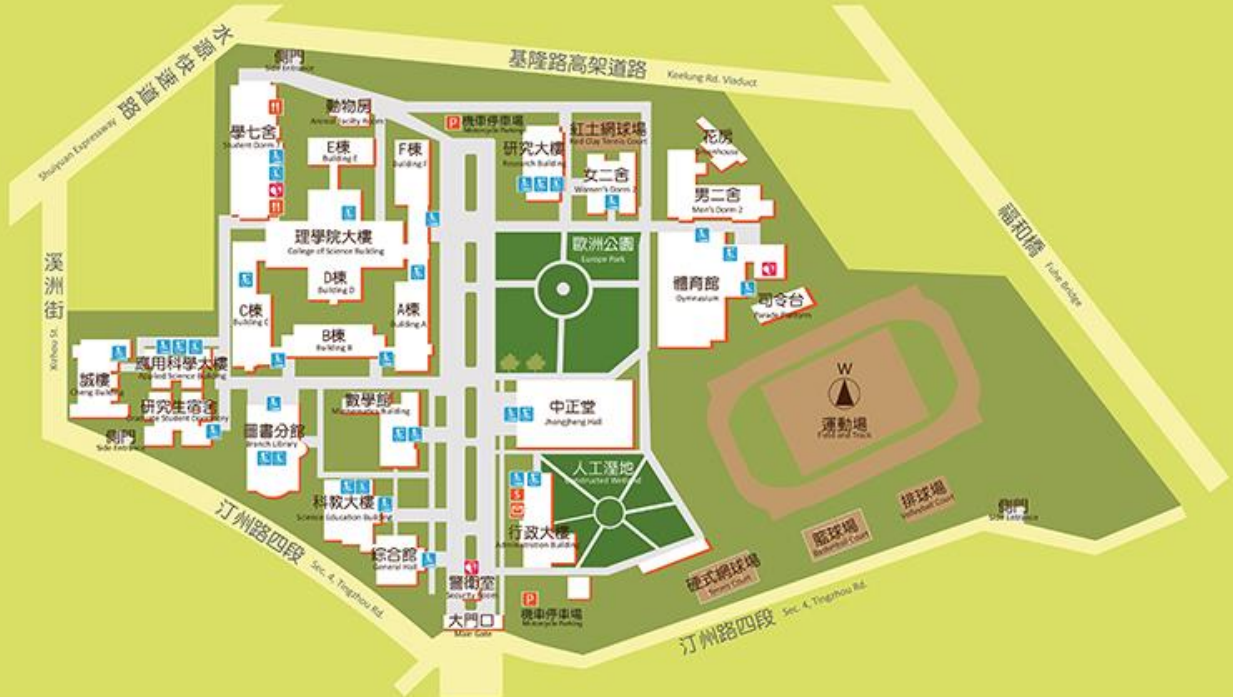 水源快速道路
Shuiyuan Expressway
側門
Side Entrance
基隆路高架道路
Keelung Rd. Viaduct
福和橋
Fuhe Bridge
溪洲街
Xizhou St.
學七舍
Student Dorm 7
動物房
Animal Facility Room
P
機車停車場
Motorcycle Parking
E棟
Building E
F棟
Building F
研究大樓
Research Building
紅土網球場
Red Clay Tennis Court
女二舍
Women's Dorm 2
花房
Greenhouse
男二舍
Men's Dorm 2
理學院大樓
College of Science Building
D棟
Building D
C棟
Building C
A棟
Building A
B棟
Building B
歐洲公園
Europe Park
體育館
Gymnasium
司令台
Parade Platform
誠樓
Cheng Building
應用科學大樓
Applied Science Building
研究生宿舍
Graduate Student Dormitory
側門
Side Entrance
圖書分館
Branch Library
數學館
Mathematics Building
中正堂
Jhongjheng Hall
W
運動場
Field and Track
人工溼地
Constructed Wetland
科教大樓
Science Education Building
綜合館
General Hall
$
行政大樓
Administration Building
排球場
Volleyball Court
籃球場
Basketball Court
硬式網球場
Tennis Court
側門
Side Entrance
警衛室
Security Room
大門口
Main Gate
P
機車停車場
Motorcycle Parking
汀州路四段
Sec. 4, Tingzhou Rd.
汀州路四段
Sec. 4, Tingzhou Rd.